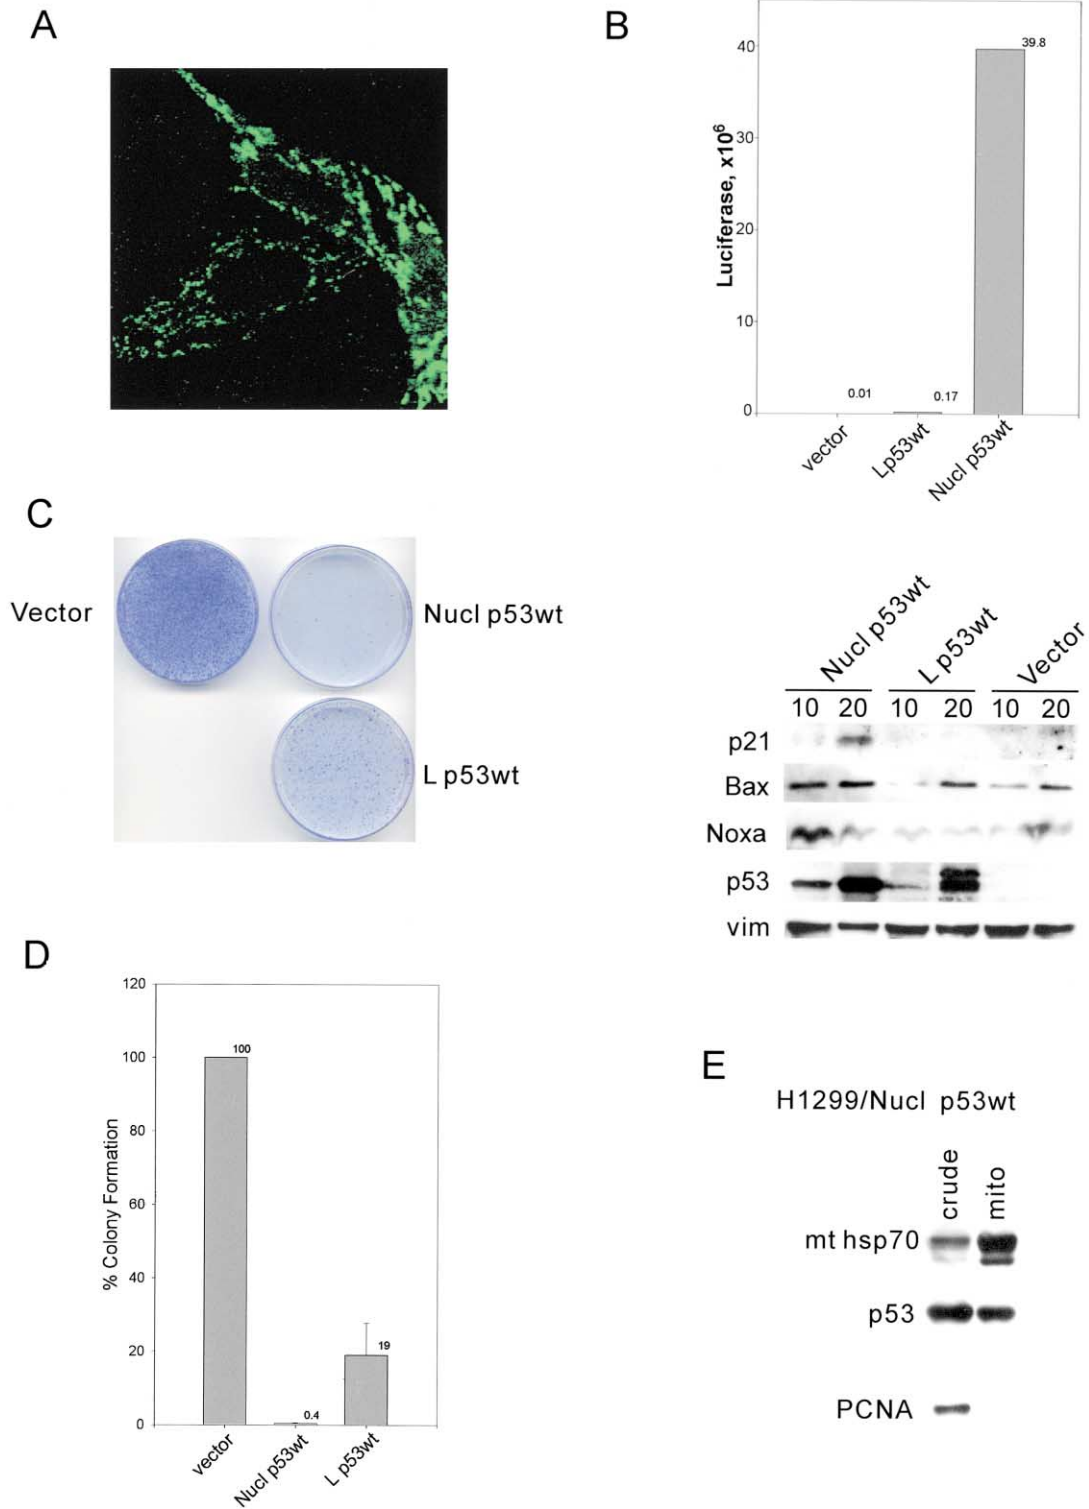 A
B
40
30
20
10
0
Luciferase, x10⁶
0.01
0.17
39.8
vector
Lp53wt
Nucl p53wt
C
Vector
Nucl p53wt
L p53wt
Nucl p53wt
L p53wt
Vector
10 20 10 20 10 20
p21
Bax
Noxa
p53
vim
D
120
100
80
60
40
20
0
% Colony Formation
100
0.4
19
vector
Nucl p53wt
L p53wt
E
H1299/Nucl p53wt
crude
mito
mt hsp70
p53
PCNA